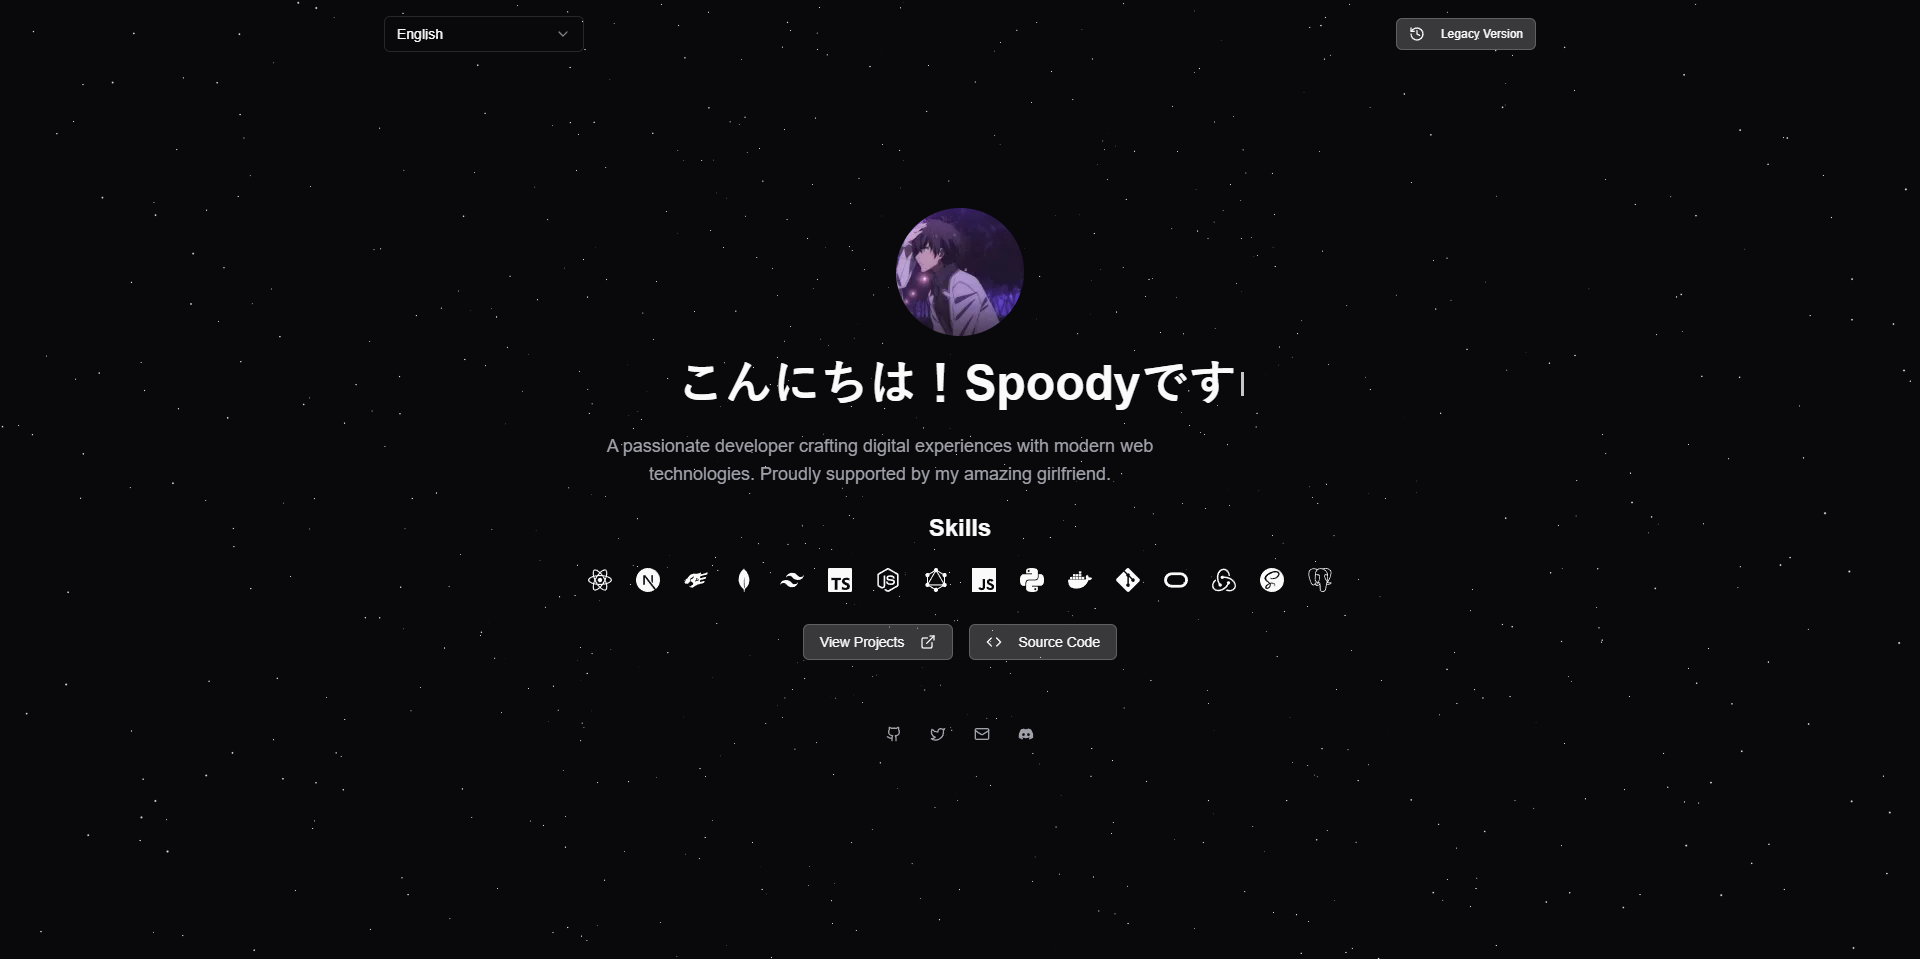 English
Legacy Version
こんにちは！Spoodyです
A passionate developer crafting digital experiences with modern web
technologies. Proudly supported by my amazing girlfriend.
Skills
N
TS
JS
JS
View Projects
Source Code